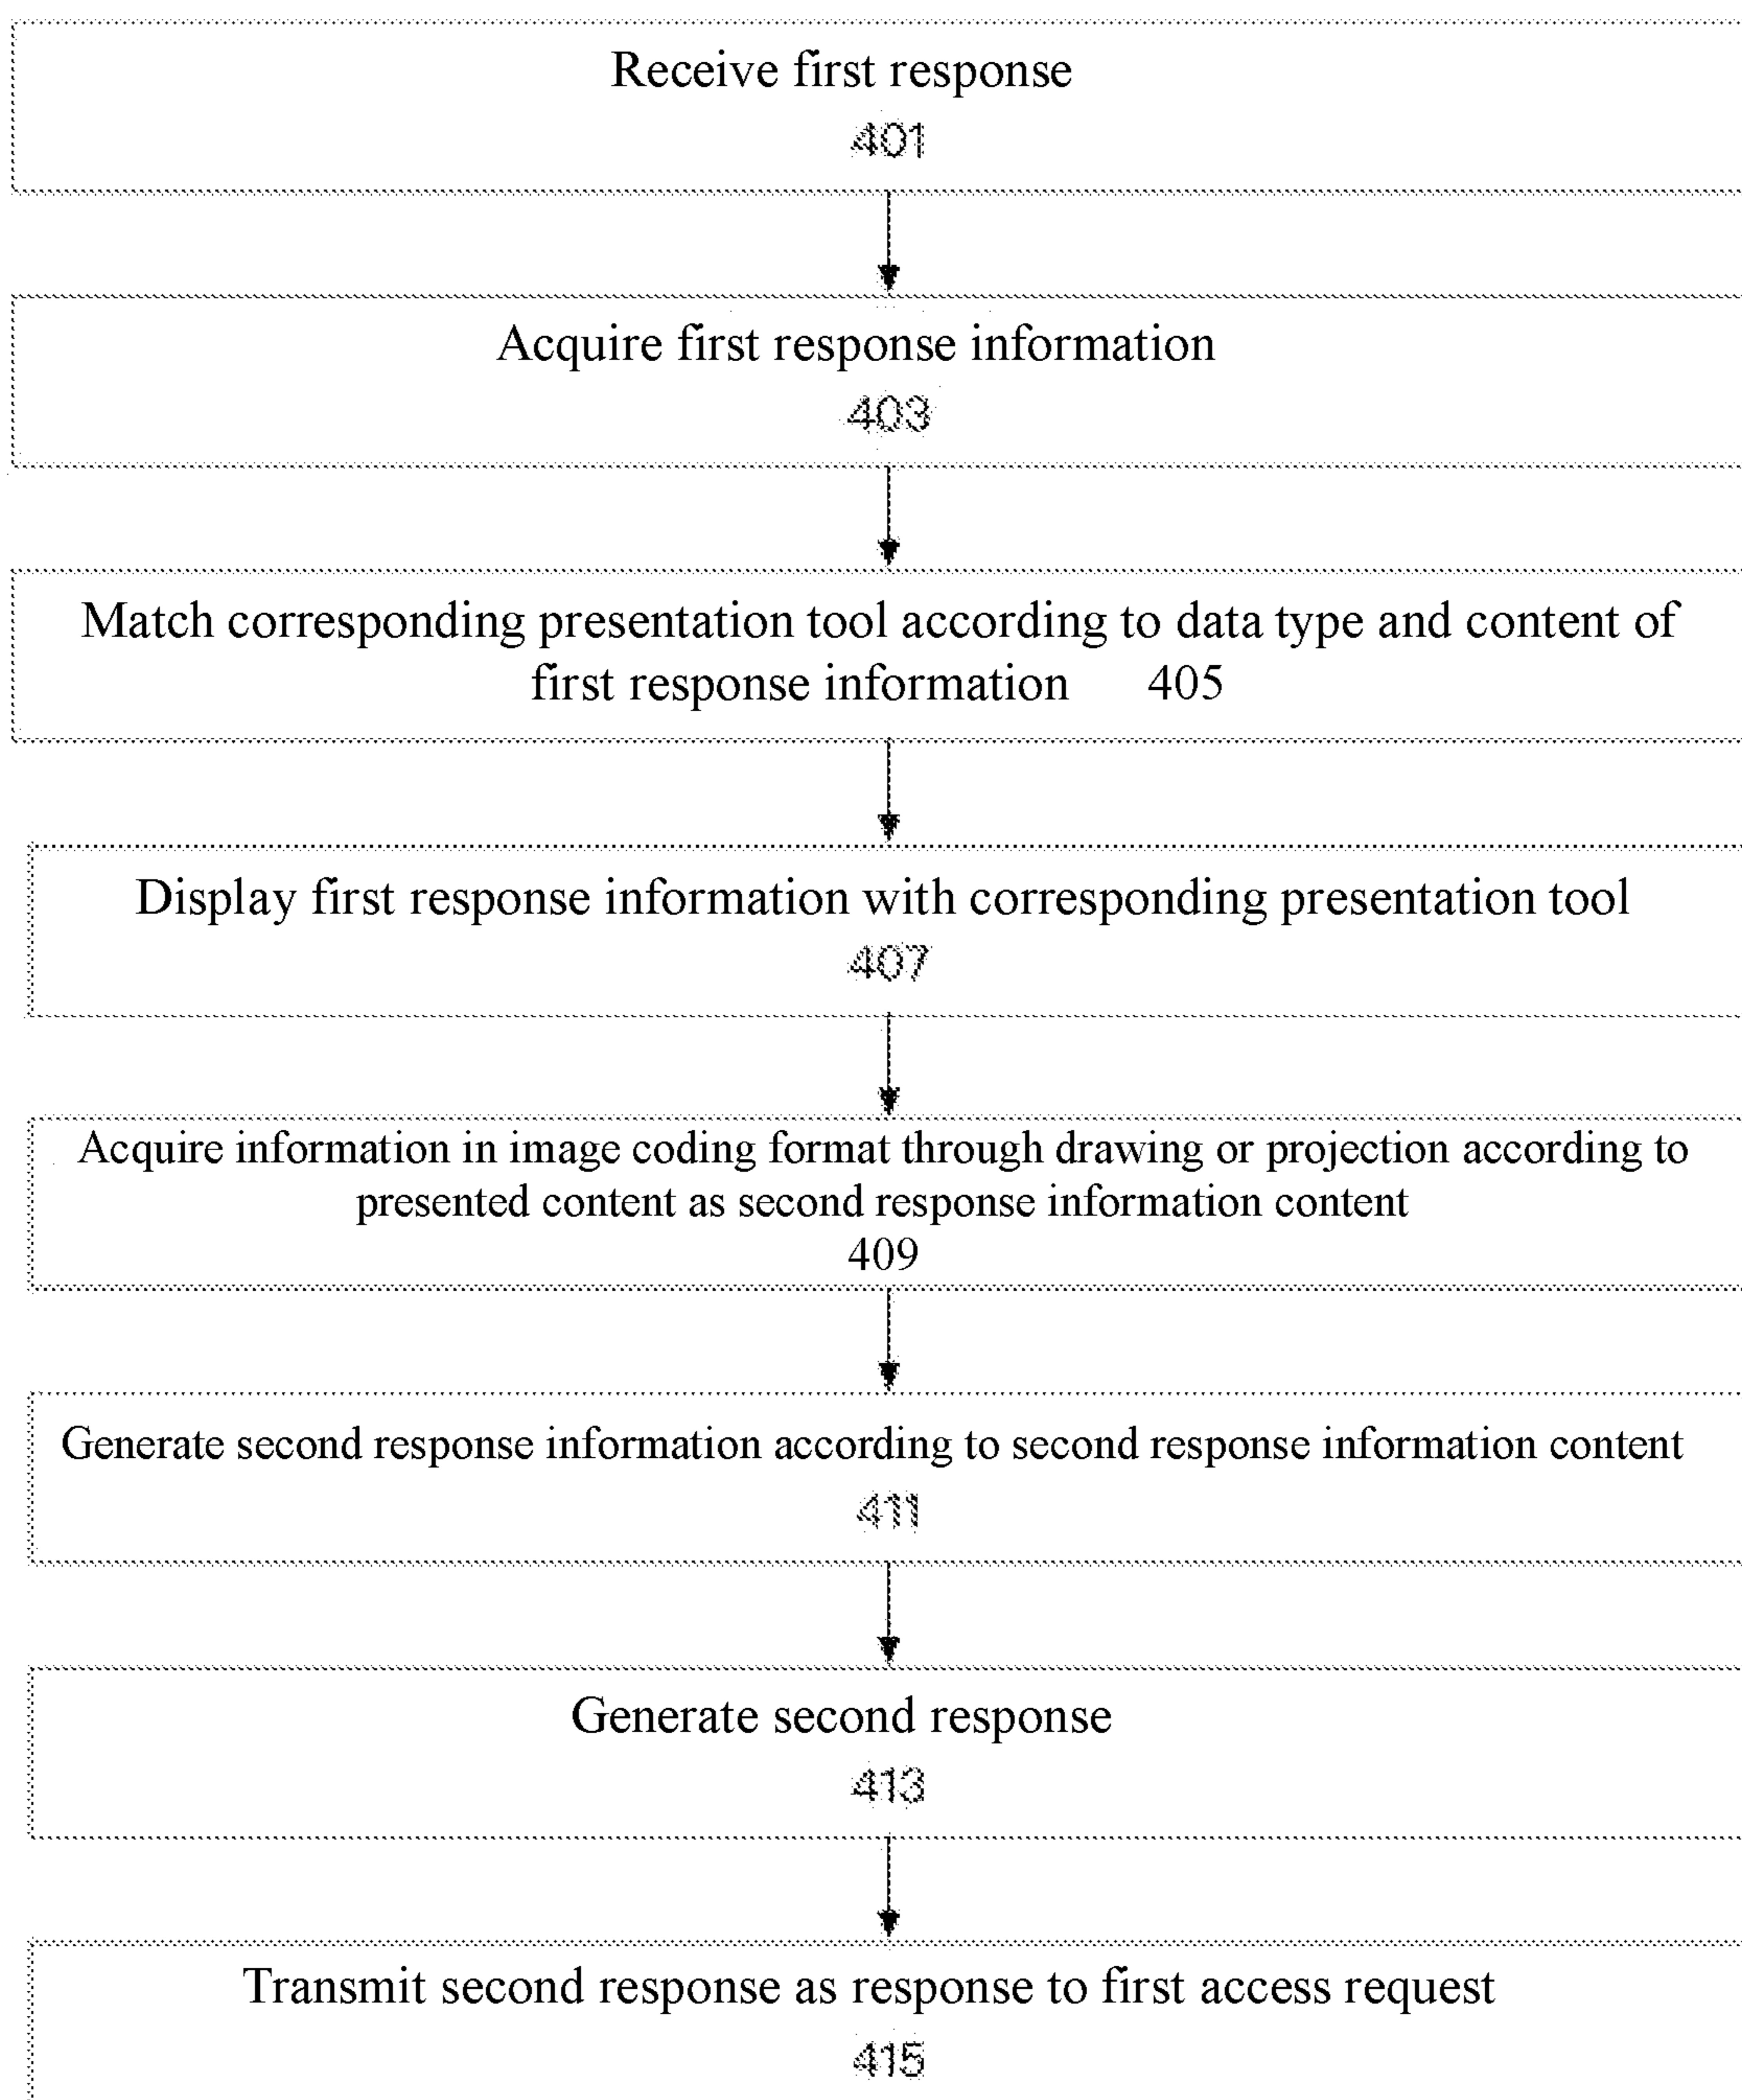 Receive first response
401
Acquire first response information
403
Match corresponding presentation tool according to data type and content of
first response information 405
Display first response information with corresponding presentation tool
407
Acquire information in image coding format through drawing or projection according to
presented content as second response information content
409
Generate second response information according to second response information content
411
Generate second response
413
Transmit second response as response to first access request
415